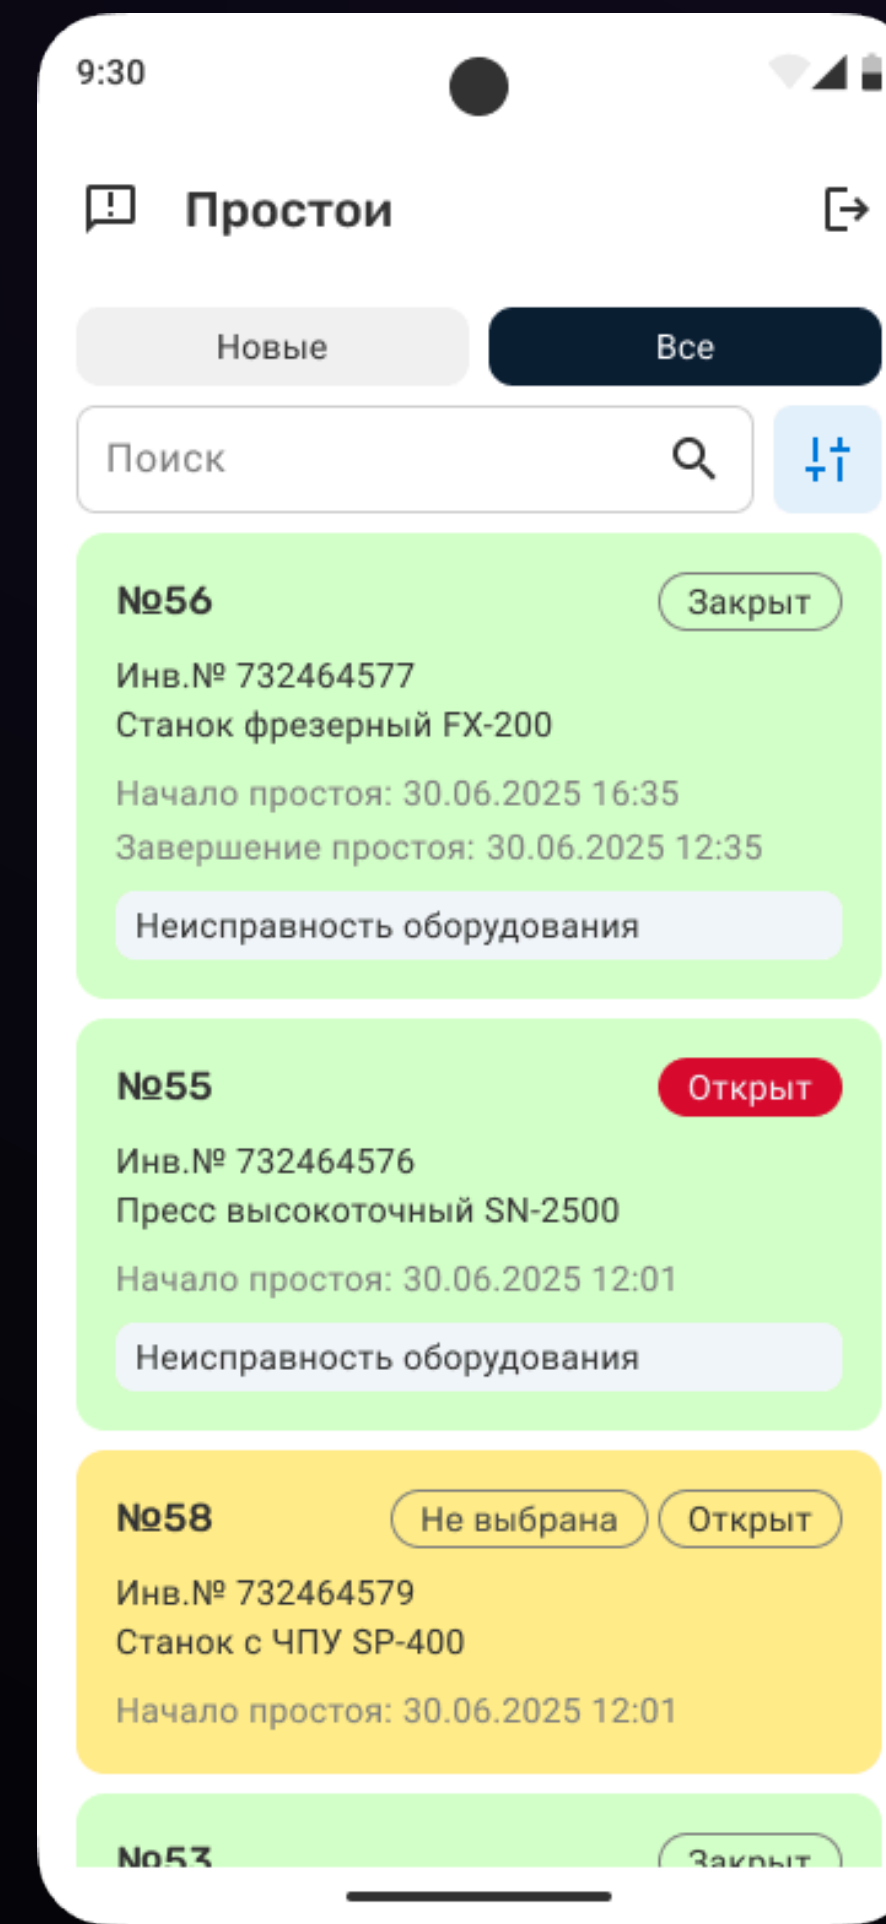 9:30
Простои
Новые
Все
Поиск
№56
Закрыт
Инв.№ 732464577
Станок фрезерный FX-200
Начало простоя: 30.06.2025 16:35
Завершение простоя: 30.06.2025 12:35
Неисправность оборудования
№55
Открыт
Инв.№ 732464576
Пресс высокоточный SN-2500
Начало простоя: 30.06.2025 12:01
Неисправность оборудования
№58
Не выбрана
Открыт
Инв.№ 732464579
Станок с ЧПУ SP-400
Начало простоя: 30.06.2025 12:01
№53
Закрыт